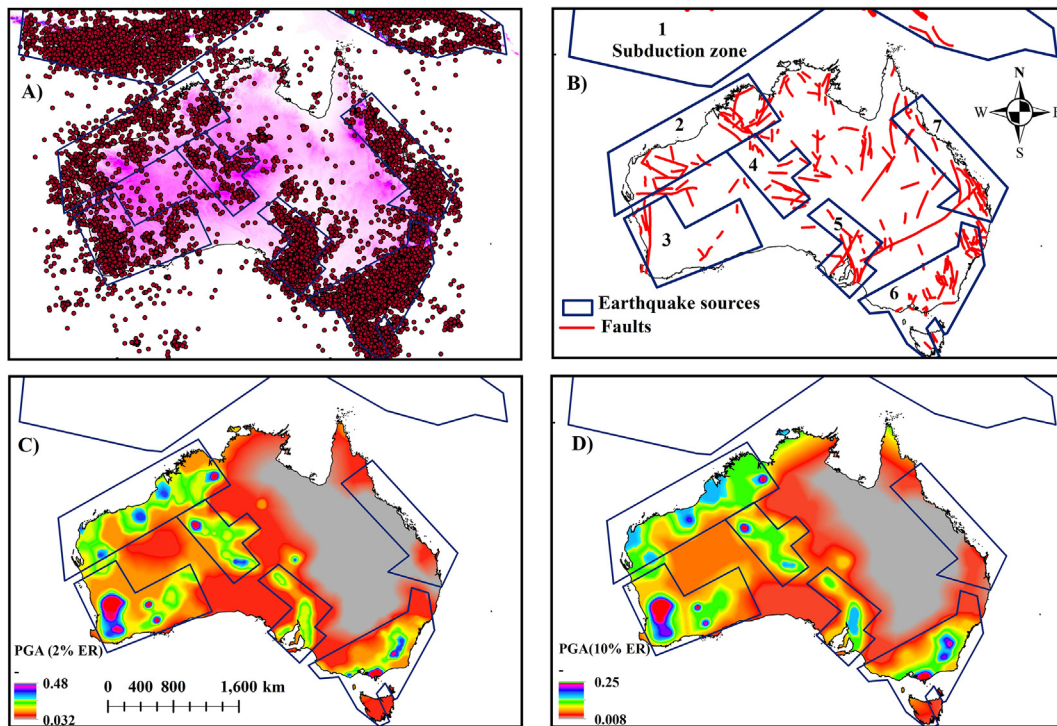 A)
B)
1
Subduction zone
N
W E
S
2
7
4
3
5
6
Earthquake sources
Faults
C)
PGA (2% ER)
0.48
0.032
0 400 800 1,600 km
D)
PGA(10% ER)
0.25
0.008